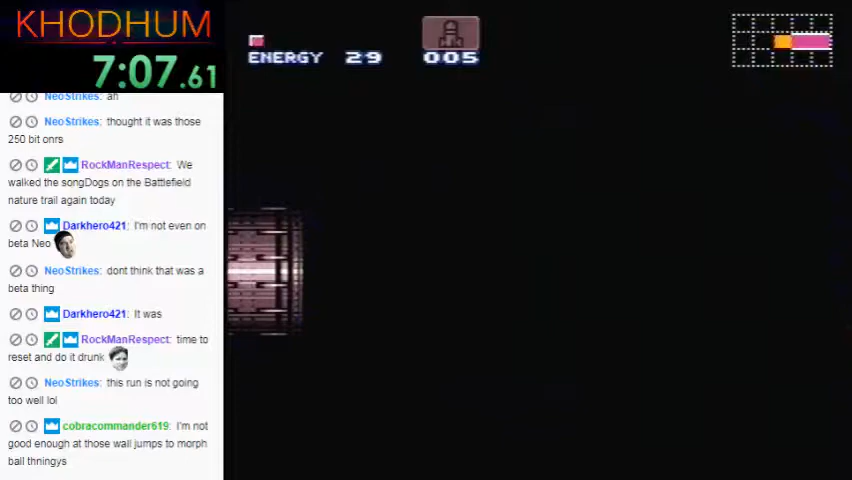 KHODHUM
7:07.61
ENERGY 29
005
NeoStrikes: ah
NeoStrikes: thought it was those
250 bit onrs
RockManRespect: We
walked the songDogs on the Battlefield
nature trail again today
Darkhero421: I'm not even on
beta Neo
NeoStrikes: dont think that was a
beta thing
Darkhero421: It was
RockManRespect: time to
reset and do it drunk
NeoStrikes: this run is not going
too well lol
cobracommander619: I'm not
good enough at those wall jumps to morph
ball thningys